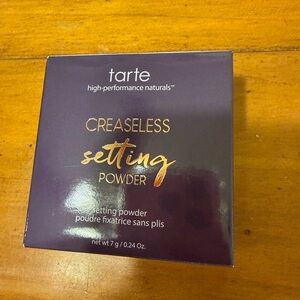 tarte
high-performance naturals™
CREASELESS
setting
POWDER
setting powder
poudre fixatrice sans plis
net wt 7 g / 0.24 Oz.